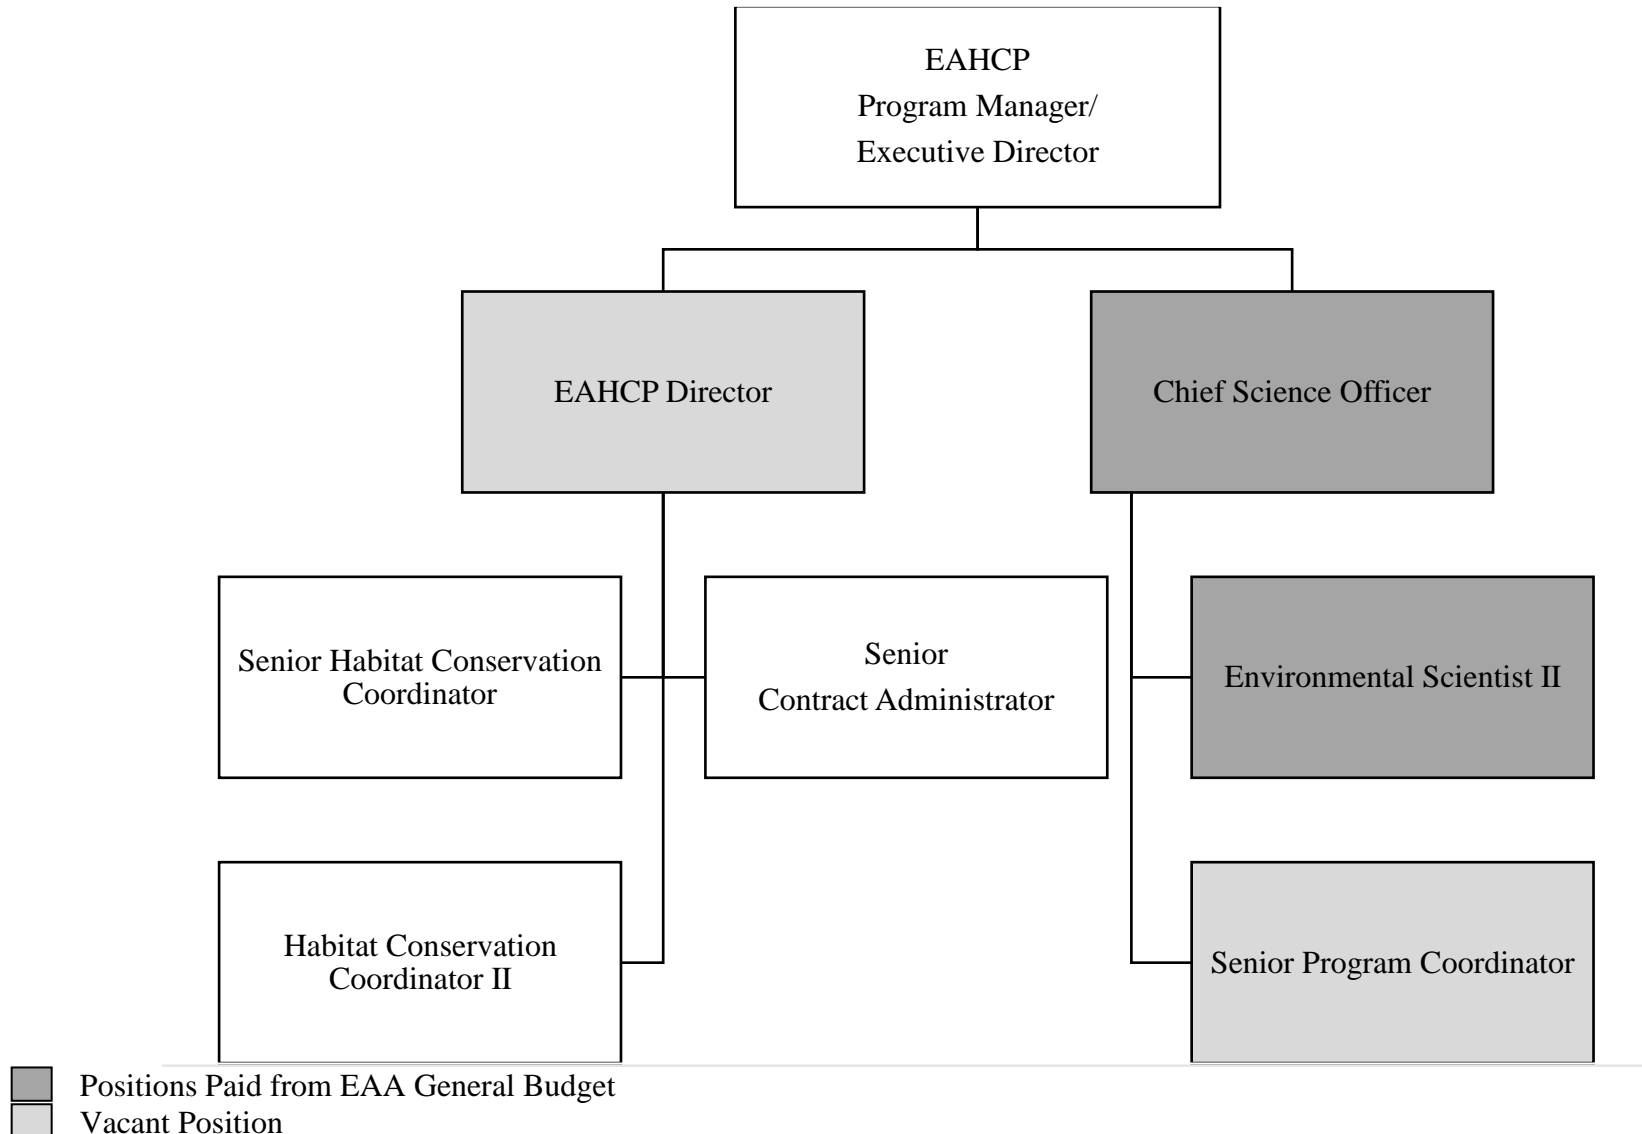 EAHCP
Program Manager/
Executive Director
EAHCP Director
Chief Science Officer
Senior Habitat Conservation
Coordinator
Senior
Contract Administrator
Environmental Scientist II
Habitat Conservation
Coordinator II
Senior Program Coordinator
Positions Paid from EAA General Budget
Vacant Position